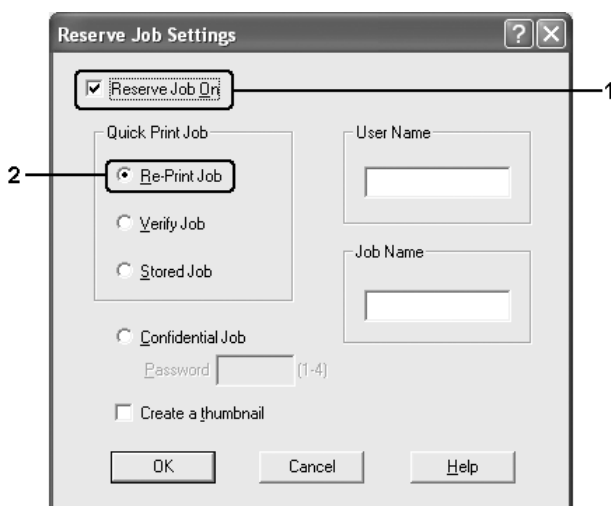 Reserve Job Settings
Reserve Job On
1
Quick Print Job
2
Re-Print Job
Verify Job
Stored Job
User Name
Job Name
Confidential Job
Password
(1-4)
Create a thumbnail
OK
Cancel
Help